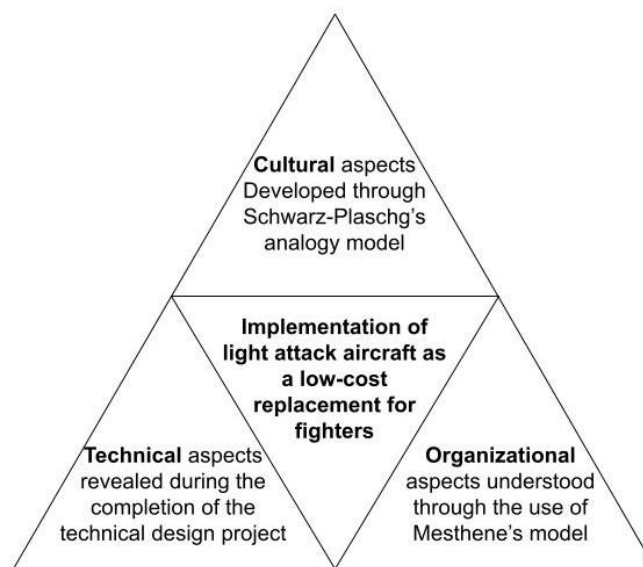 Cultural aspects
Developed through
Schwarz-Plaschg's
analogy model
Implementation of
light attack aircraft as
a low-cost
replacement for
fighters
Technical aspects
revealed during the
completion of the
technical design project
Organizational
aspects understood
through the use of
Mesthene's model